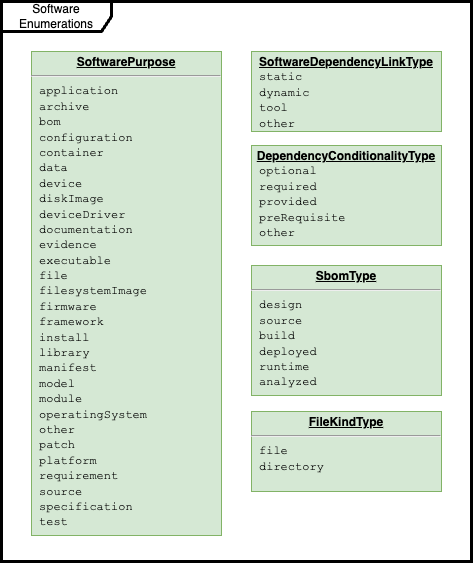 Software
Enumerations
SoftwarePurpose
application
archive
bom
configuration
container
data
device
diskImage
deviceDriver
documentation
evidence
executable
file
filesystemImage
firmware
framework
install
library
manifest
model
module
operatingSystem
other
patch
platform
requirement
source
specification
test
SoftwareDependencyLinkType
static
dynamic
tool
other
DependencyConditionalityType
optional
required
provided
preRequisite
other
SbomType
design
source
build
deployed
runtime
analyzed
FileKindType
file
directory